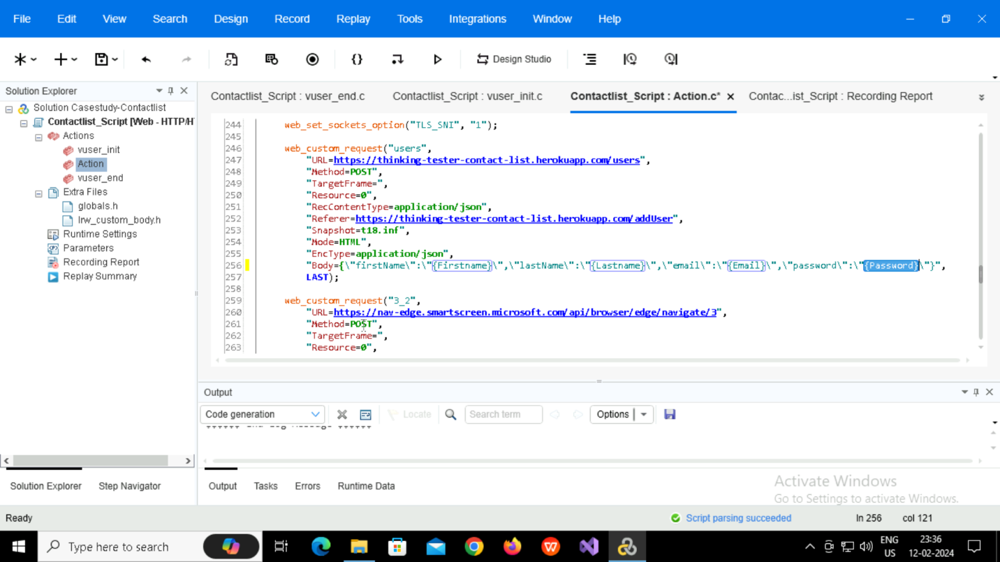 File Edit View Search Design Record Replay Tools Integrations Window Help
Design Studio
Solution Explorer
Solution Casestudy-Contactlist
Contactlist_Script [Web - HTTP/H
Actions
vuser_init
Action
vuser_end
Extra Files
globals.h
lrw_custom_body.h
Runtime Settings
Parameters
Recording Report
Replay Summary
Contactlist_Script : vuser_end.c Contactlist_Script : vuser_init.c Contactlist_Script : Action.c* Contac...ist_Script : Recording Report
244 web_set_sockets_option("TLS_SNI", "1");
245
246 web_custom_request("users",
247 "URL=https://thinking-tester-contact-list.herokuapp.com/users",
248 "Method=POST",
249 "TargetFrame=",
250 "Resource=0",
251 "RecContentType=application/json",
252 "Referer=https://thinking-tester-contact-list.herokuapp.com/addUser",
253 "Snapshot=t18.inf",
254 "Mode=HTML",
255 "EncType=application/json",
256 "Body={\"firstName\":\"{Firstname}\",\"lastName\":\"{Lastname}\",\"email\":\"{Email}\",\"password\":\"{Password}\"}",
257 LAST);
258
259 web_custom_request("3_2",
260 "URL=https://nav-edge.smartscreen.microsoft.com/api/browser/edge/navigate/3",
261 "Method=POST",
262 "TargetFrame=",
263 "Resource=0",
Output
Code generation Locate Search term Options
Solution Explorer Step Navigator Output Tasks Errors Runtime Data
Activate Windows
Go to Settings to activate Windows.
Ready Script parsing succeeded ln 256 col 121
Type here to search
ENG
US
23:36
12-02-2024